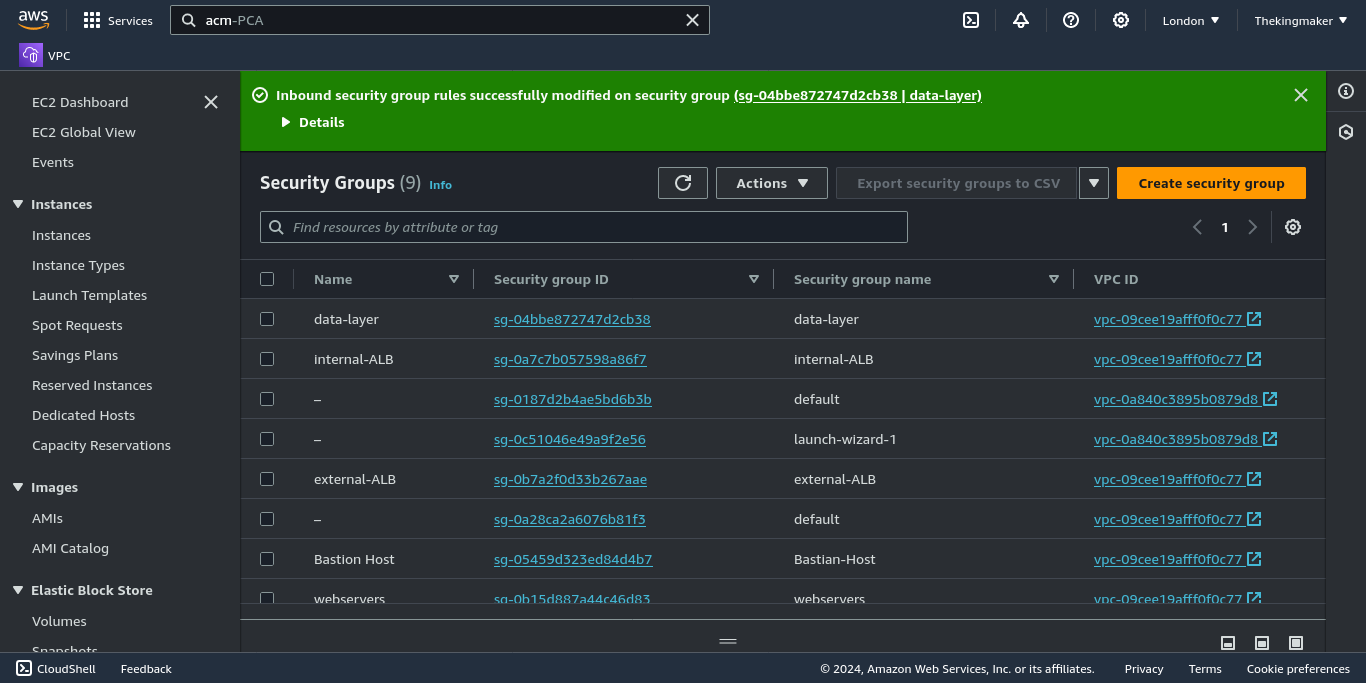 aws
Services
acm-PCA
London
Thekingmaker
VPC
EC2 Dashboard
EC2 Global View
Events
Instances
Instances
Instance Types
Launch Templates
Spot Requests
Savings Plans
Reserved Instances
Dedicated Hosts
Capacity Reservations
Images
AMIs
AMI Catalog
Elastic Block Store
Volumes
Snapshots
Inbound security group rules successfully modified on security group (sg-04bbe872747d2cb38 | data-layer)
Details
Security Groups (9) Info
Actions
Export security groups to CSV
Create security group
Find resources by attribute or tag
1
Name Security group ID Security group name VPC ID
data-layer sg-04bbe872747d2cb38 data-layer vpc-09cee19afff0f0c77
internal-ALB sg-0a7c7b057598a86f7 internal-ALB vpc-09cee19afff0f0c77
– sg-0187d2b4ae5bd6b3b default vpc-0a840c3895b0879d8
– sg-0c51046e49a9f2e56 launch-wizard-1 vpc-0a840c3895b0879d8
external-ALB sg-0b7a2f0d33b267aae external-ALB vpc-09cee19afff0f0c77
– sg-0a28ca2a6076b81f3 default vpc-09cee19afff0f0c77
Bastion Host sg-05459d323ed84d4b7 Bastian-Host vpc-09cee19afff0f0c77
webservers sg-0b15d887a44c46d83 webservers vpc-09cee19afff0f0c77
CloudShell Feedback © 2024, Amazon Web Services, Inc. or its affiliates. Privacy Terms Cookie preferences